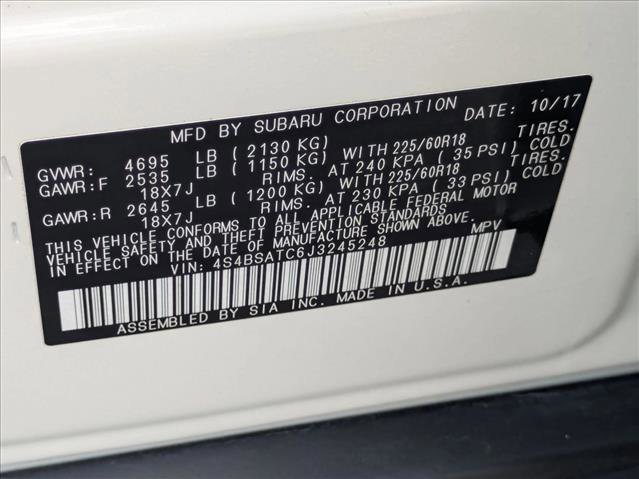 MFD BY SUBARU CORPORATION DATE: 10/17
GVWR: 4695 LB (2130 KG)
GAWR:F 2535 LB (1150 KG) WITH 225/60R18 TIRES.
18X7J RIMS. AT 240 KPA (35 PSI) COLD
GAWR:R 2645 LB (1200 KG) WITH 225/60R18 TIRES.
18X7J RIMS. AT 230 KPA (33 PSI) COLD
THIS VEHICLE CONFORMS TO ALL APPLICABLE FEDERAL MOTOR
VEHICLE SAFETY AND THEFT PREVENTION STANDARDS
IN EFFECT ON THE DATE OF MANUFACTURE SHOWN ABOVE.
VIN: 4S4BSATC6J3245248 MPV
ASSEMBLED BY SIA INC. MADE IN U.S.A.